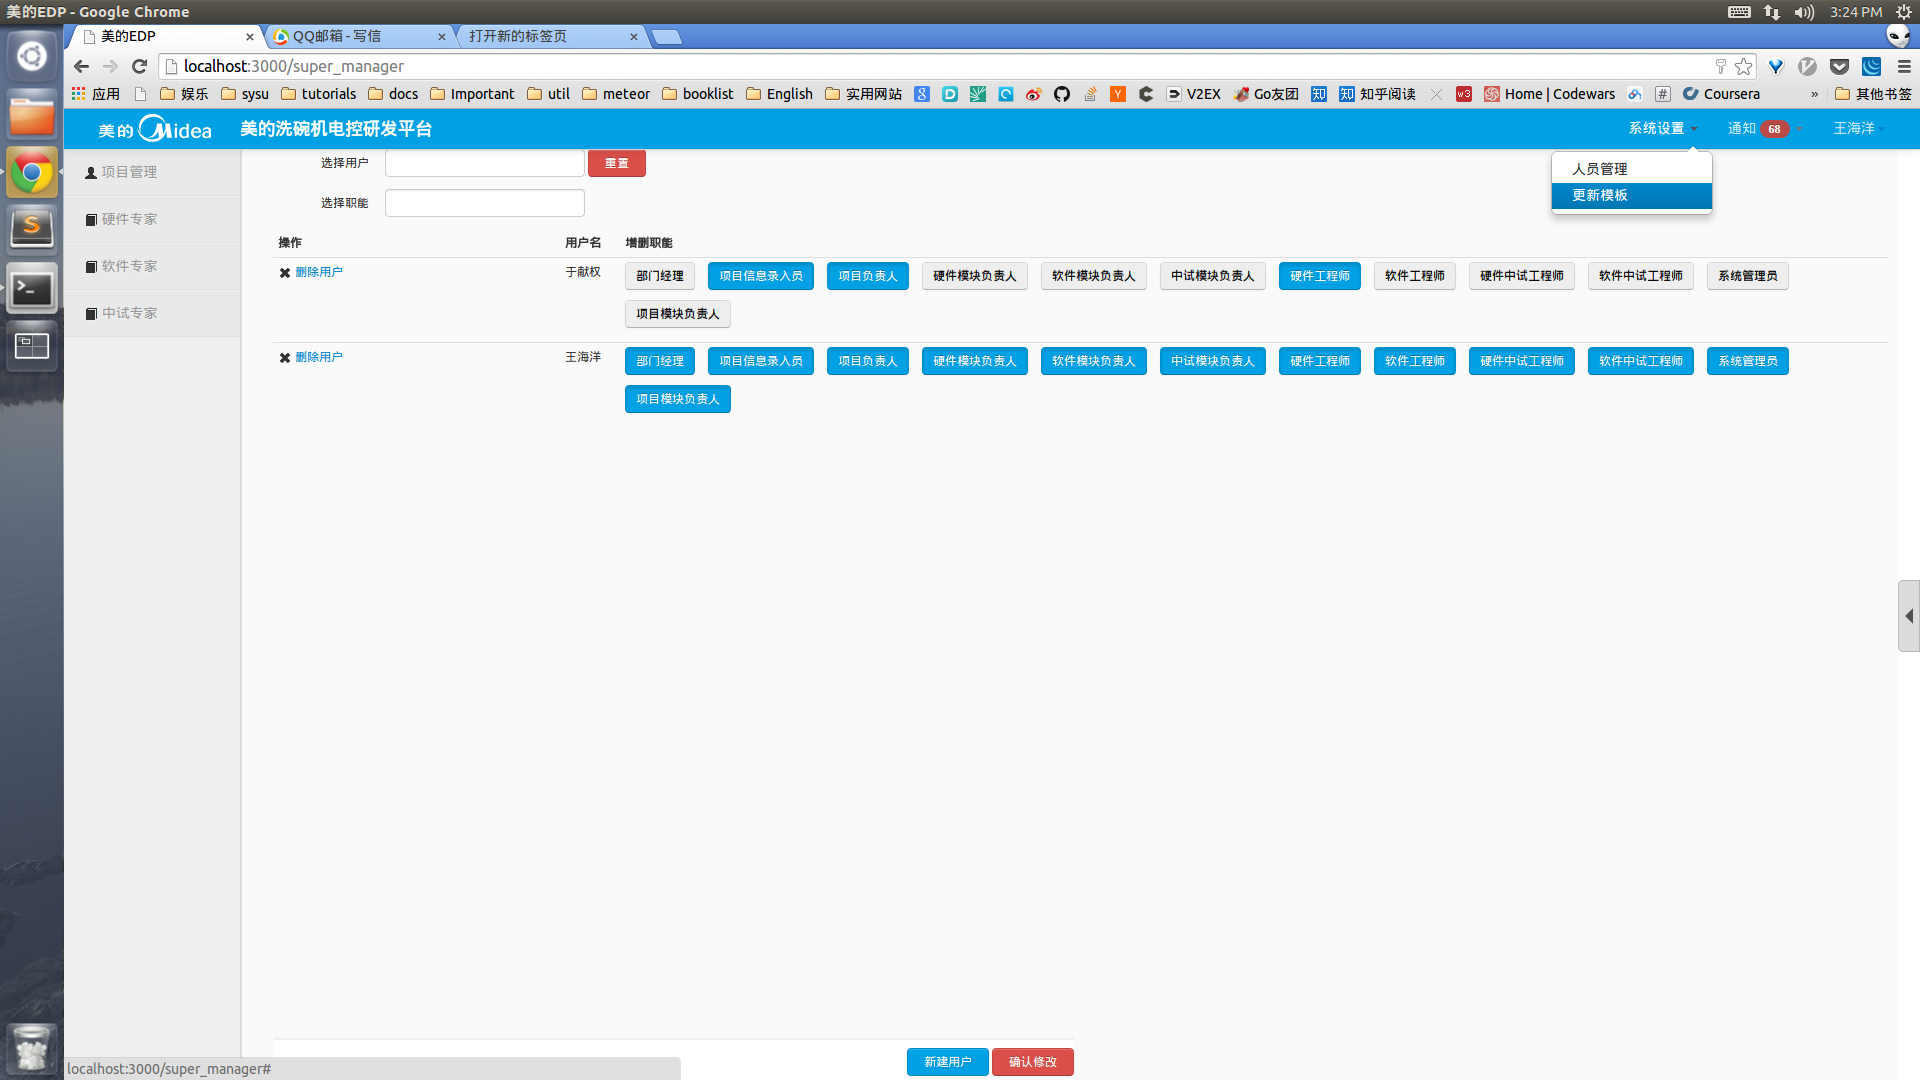 美的EDP - Google Chrome
3:24 PM
美的EDP
QQ邮箱 - 写信
打开新的标签页
localhost:3000/super_manager
应用 娱乐 sysu tutorials docs Important util meteor booklist English 实用网站 V2EX Go友团 知 知 知乎阅读 w3 Home | Codewars # Coursera » 其他书签
美的 Midea 美的洗碗机电控研发平台 系统设置 通知 68 王海洋
人员管理
更新模板
项目管理
硬件专家
软件专家
中试专家
选择用户 重置
选择职能
操作 用户名 增删职能
删除用户 于献权 部门经理 项目信息录入员 项目负责人 硬件模块负责人 软件模块负责人 中试模块负责人 硬件工程师 软件工程师 硬件中试工程师 软件中试工程师 系统管理员
项目模块负责人
删除用户 王海洋 部门经理 项目信息录入员 项目负责人 硬件模块负责人 软件模块负责人 中试模块负责人 硬件工程师 软件工程师 硬件中试工程师 软件中试工程师 系统管理员
项目模块负责人
新建用户 确认修改
localhost:3000/super_manager#